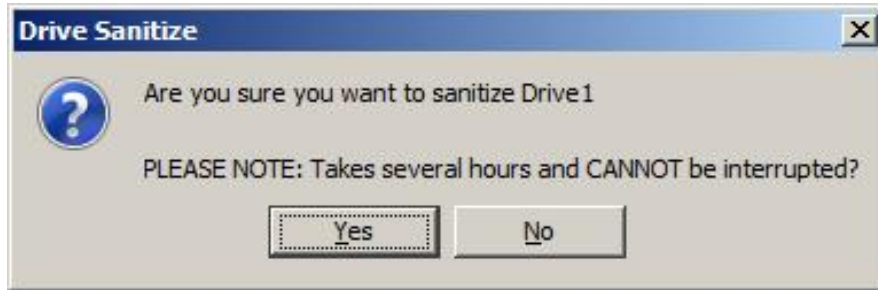 Drive Sanitize
Are you sure you want to sanitize Drive1
PLEASE NOTE: Takes several hours and CANNOT be interrupted?
Yes No